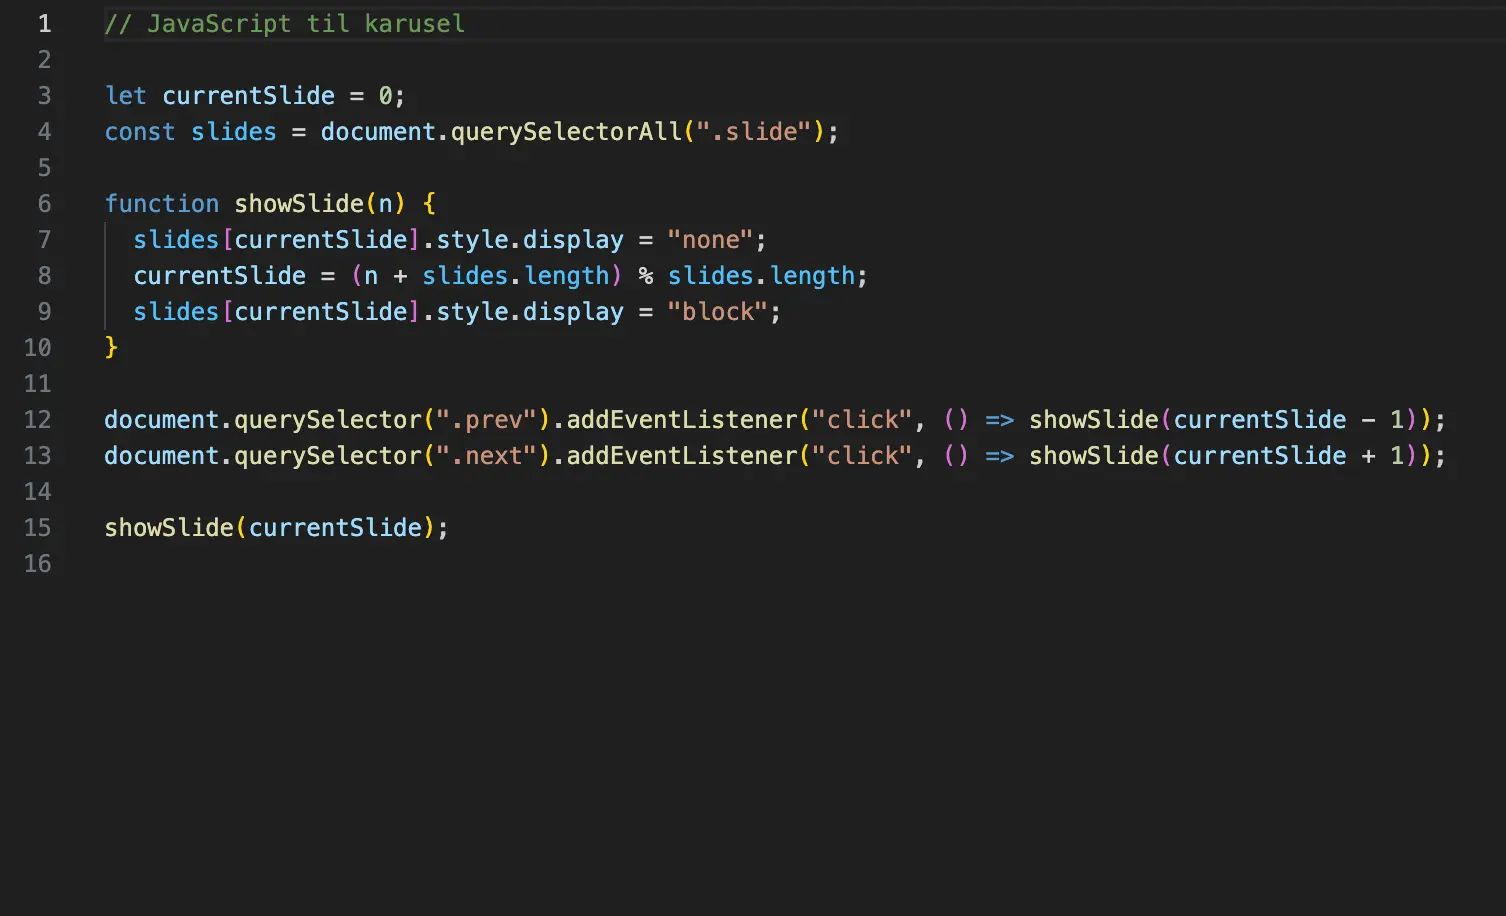 1 // JavaScript til karusel
2
3 let currentSlide = 0;
4 const slides = document.querySelectorAll(".slide");
5
6 function showSlide(n) {
7   slides[currentSlide].style.display = "none";
8   currentSlide = (n + slides.length) % slides.length;
9   slides[currentSlide].style.display = "block";
10 }
11
12 document.querySelector(".prev").addEventListener("click", () => showSlide(currentSlide - 1));
13 document.querySelector(".next").addEventListener("click", () => showSlide(currentSlide + 1));
14
15 showSlide(currentSlide);
16